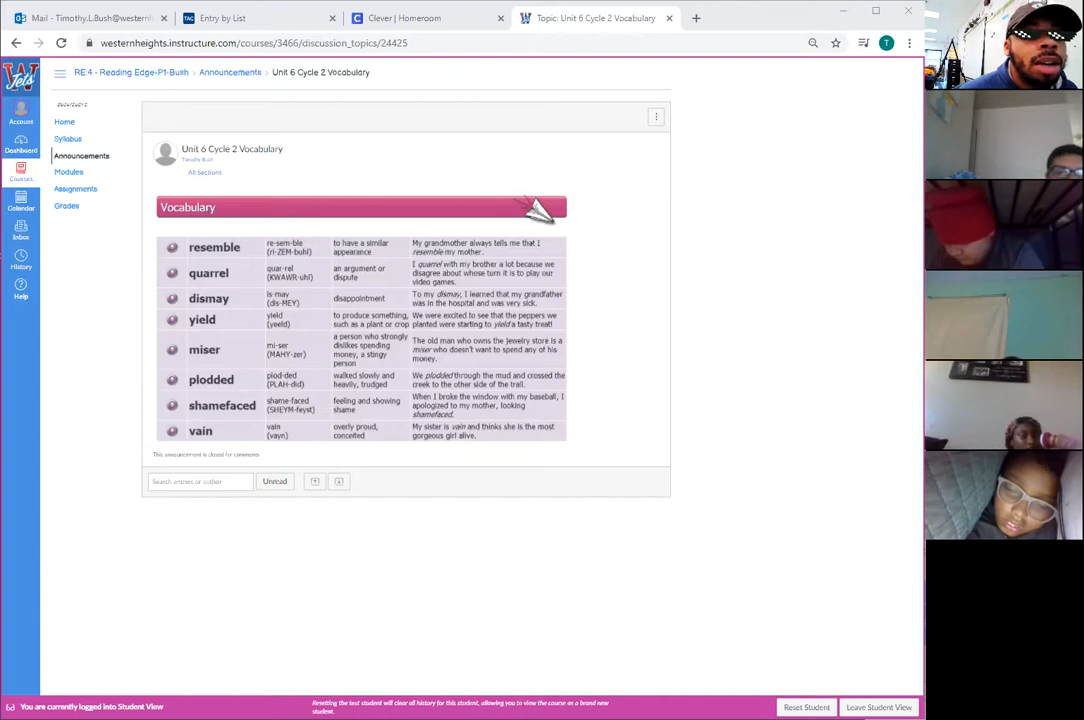 Mail - Timothy.L.Bush@western
Entry by List
Clever | Homeroom
Topic: Unit 6 Cycle 2 Vocabulary
westernheights.instructure.com/courses/3466/discussion_topics/24425
T
Jets
Account
Dashboard
Courses
Calendar
Inbox
History
Help
RE:4 - Reading Edge-P1-Bush > Announcements > Unit 6 Cycle 2 Vocabulary
Home
Syllabus
Announcements
Modules
Assignments
Grades
Unit 6 Cycle 2 Vocabulary
Timothy Bush
All Sections
Vocabulary
resemble
re-sem-ble
(ri-ZEM-buhl)
to have a similar
appearance
My grandmother always tells me that I
resemble my mother.
quarrel
quar-rel
(KWAWR-uhl)
an argument or
dispute
I quarrel with my brother a lot because we
disagree about whose turn it is to play our
video games.
dismay
is-may
(dis-MEY)
disappointment
To my dismay, I learned that my grandfather
was in the hospital and was very sick.
yield
yield
(yeeld)
to produce something,
such as a plant or crop
We were excited to see that the peppers we
planted were starting to yield a tasty treat!
miser
mi-ser
(MAHY-zer)
a person who strongly
dislikes spending
money, a stingy
person
The old man who owns the jewelry store is a
miser who doesn't want to spend any of his
money.
plodded
plod-ded
(PLAH-did)
walked slowly and
heavily, trudged
We plodded through the mud and crossed the
creek to the other side of the trail.
shamefaced
shame-faced
(SHEYM-feyst)
feeling and showing
shame
When I broke the window with my baseball, I
apologized to my mother, looking
shamefaced.
vain
vain
(vayn)
overly proud,
conceited
My sister is vain and thinks she is the most
gorgeous girl alive.
This announcement is closed for comments
Search entries or author
Unread
You are currently logged into Student View
Resetting the test student will clear all history for this student, allowing you to view the course as a brand new
student.
Reset Student
Leave Student View